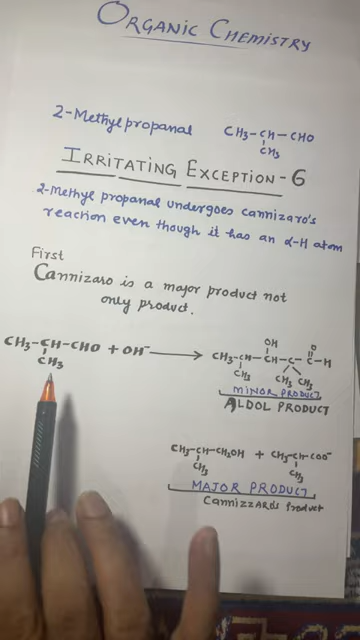 ORGANIC CHEMISTRY
2-Methylpropanal CH3-CH-CHO
CH3
IRRITATING EXCEPTION-6
2-Methyl propanal undergoes cannizaro's
reaction even though it has an α-H atom
First
Cannizaro is a major product not
only product.
CH3-CH-CHO + OH- → CH3-CH-CH-C-C-H
CH3
OH
O
CH3
CH3 CH3
MINOR PRODUCT
ALDOL PRODUCT
CH3-CH-CH2OH + CH3-CH-COO-
CH3 CH3
MAJOR PRODUCT
CANNIZZARO's Product